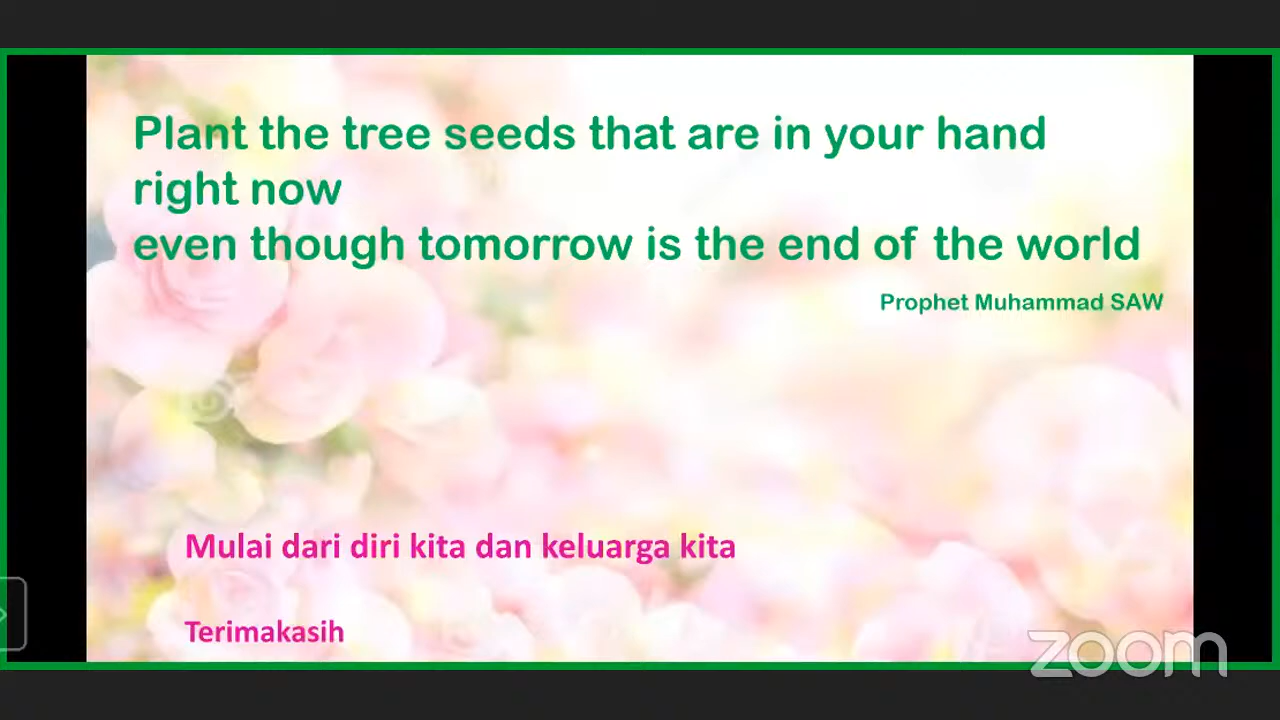 Plant the tree seeds that are in your hand
right now
even though tomorrow is the end of the world
Prophet Muhammad SAW
Mulai dari diri kita dan keluarga kita
Terimakasih
zoom